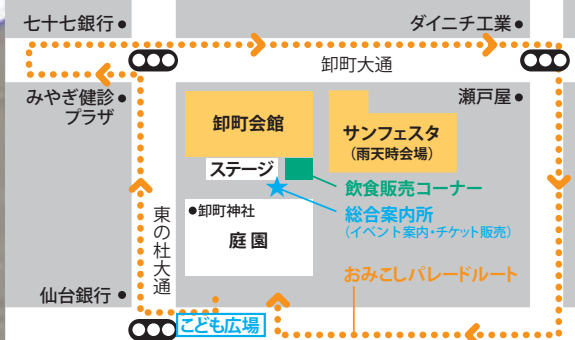 七十七銀行
ダイニチ工業
卸町大通
みやぎ健診
プラザ
瀬戸屋
卸町会館
サンフェスタ
(雨天時会場)
ステージ
飲食販売コーナー
総合案内所
(イベント案内・チケット販売)
卸町神社
庭園
東の杜大通
おみこしパレードルート
仙台銀行
こども広場